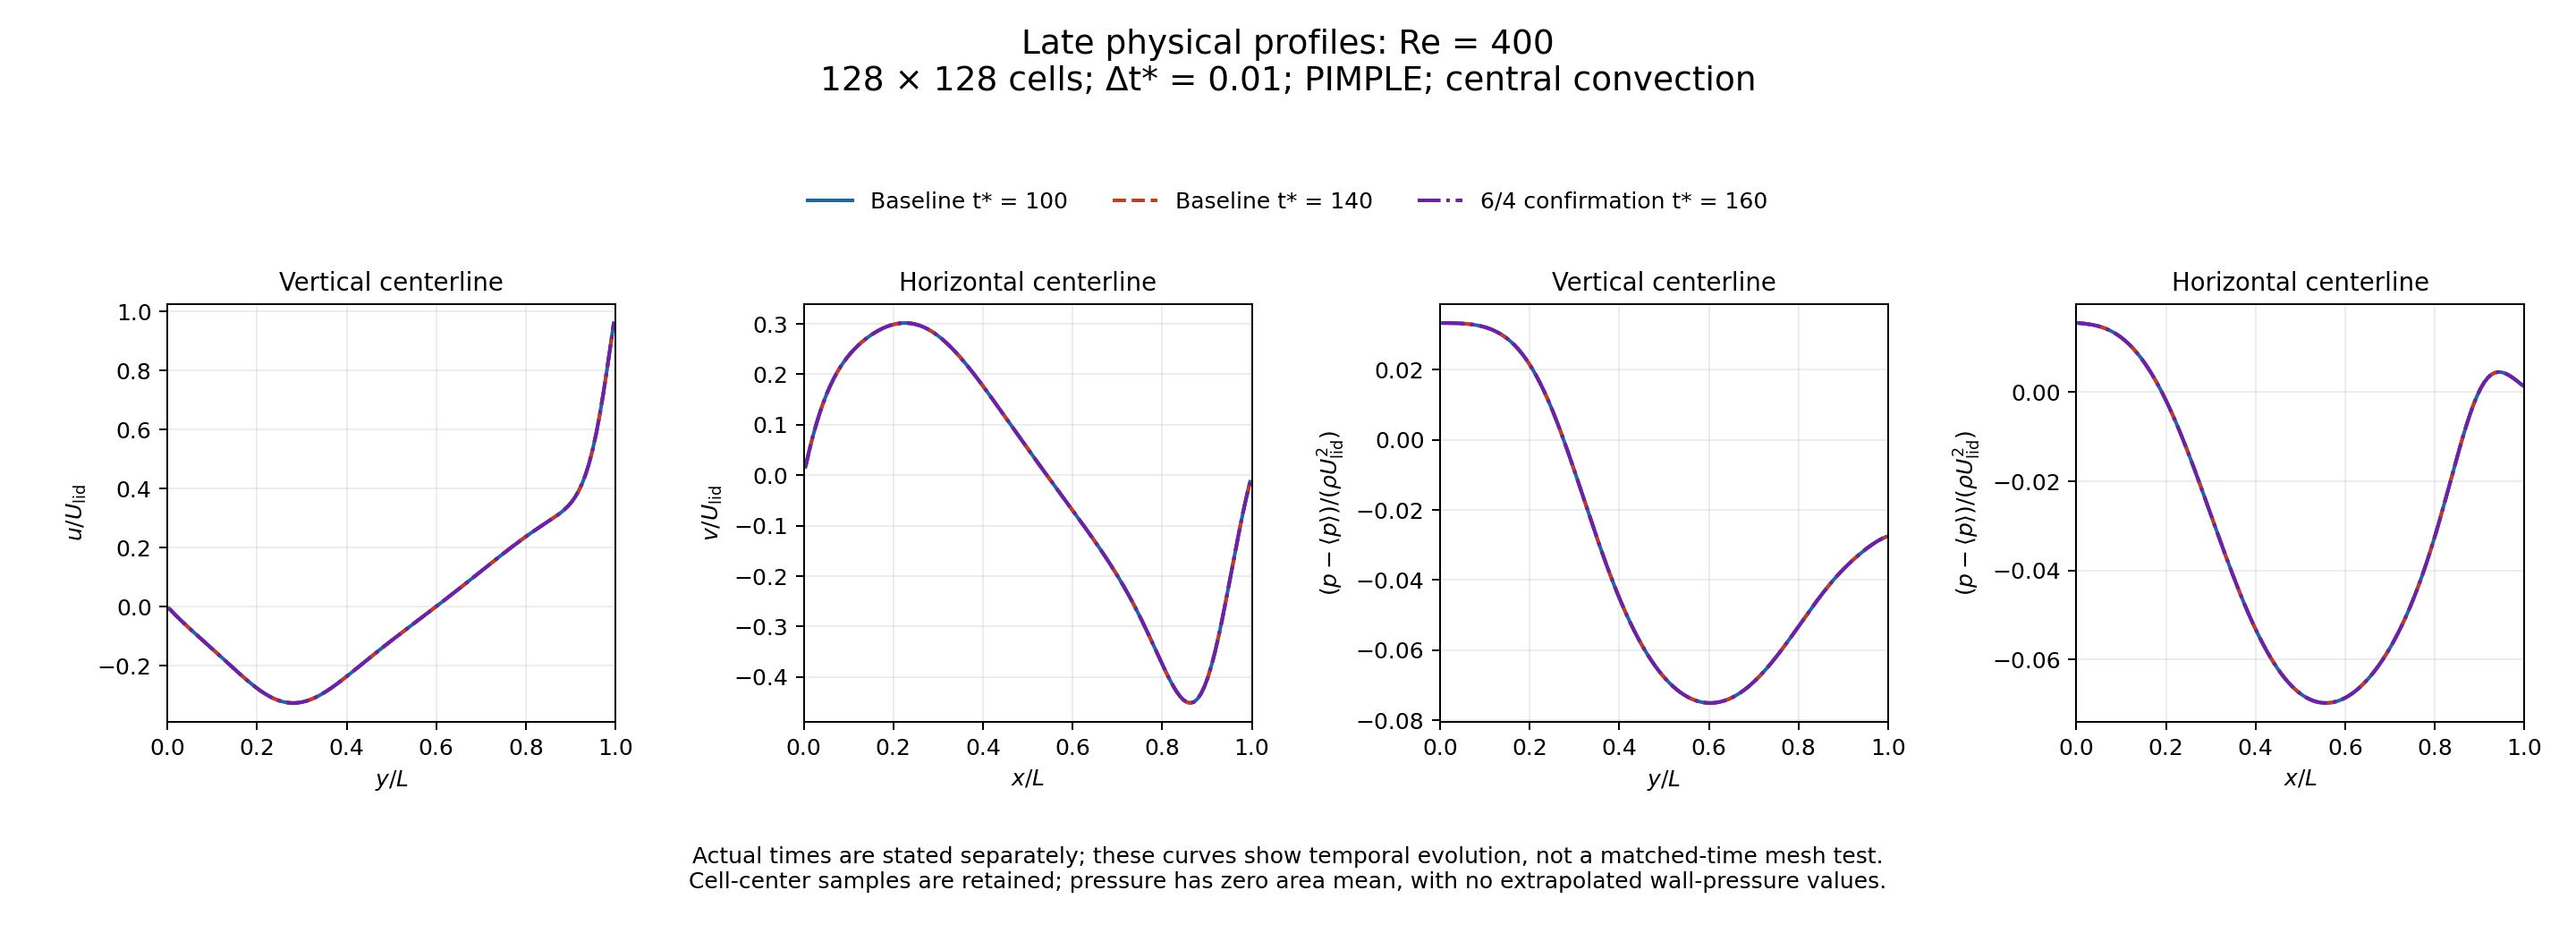 Late physical profiles: Re = 400
128 × 128 cells; Δt* = 0.01; PIMPLE; central convection
Baseline t* = 100
Baseline t* = 140
6/4 confirmation t* = 160
Vertical centerline
1.0
0.8
0.6
0.4
0.2
0.0
−0.2
u/U_lid
0.0 0.2 0.4 0.6 0.8 1.0
y/L
Horizontal centerline
0.3
0.2
0.1
0.0
−0.1
−0.2
−0.3
−0.4
v/U_lid
0.0 0.2 0.4 0.6 0.8 1.0
x/L
Vertical centerline
0.02
0.00
−0.02
−0.04
−0.06
−0.08
(p − ⟨p⟩)/(ρU²_lid)
0.0 0.2 0.4 0.6 0.8 1.0
y/L
Horizontal centerline
0.00
−0.02
−0.04
−0.06
(p − ⟨p⟩)/(ρU²_lid)
0.0 0.2 0.4 0.6 0.8 1.0
x/L
Actual times are stated separately; these curves show temporal evolution, not a matched-time mesh test.
Cell-center samples are retained; pressure has zero area mean, with no extrapolated wall-pressure values.